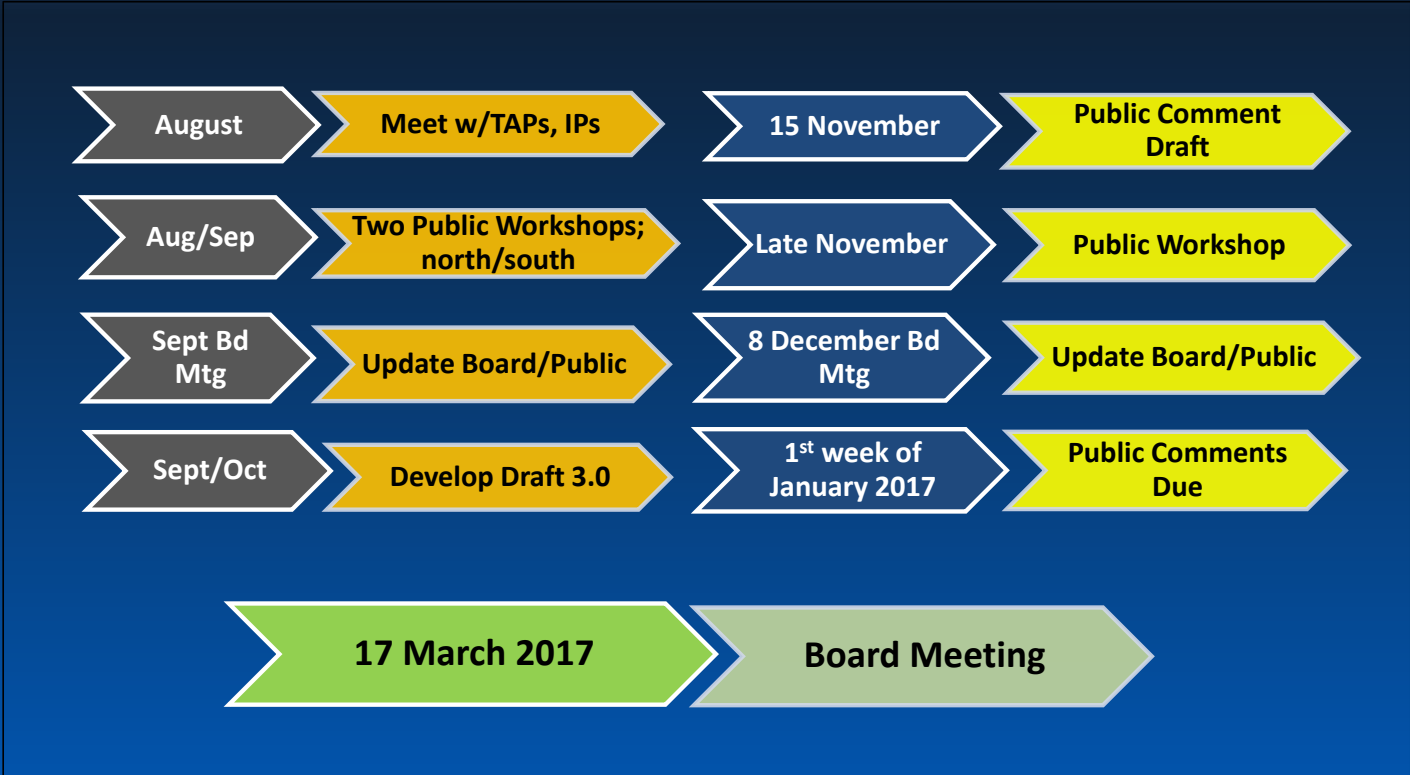 August
Meet w/TAPs, IPs
Aug/Sep
Two Public Workshops;
north/south
Sept Bd
Mtg
Update Board/Public
Sept/Oct
Develop Draft 3.0
15 November
Public Comment
Draft
Late November
Public Workshop
8 December Bd
Mtg
Update Board/Public
1st week of
January 2017
Public Comments
Due
17 March 2017
Board Meeting